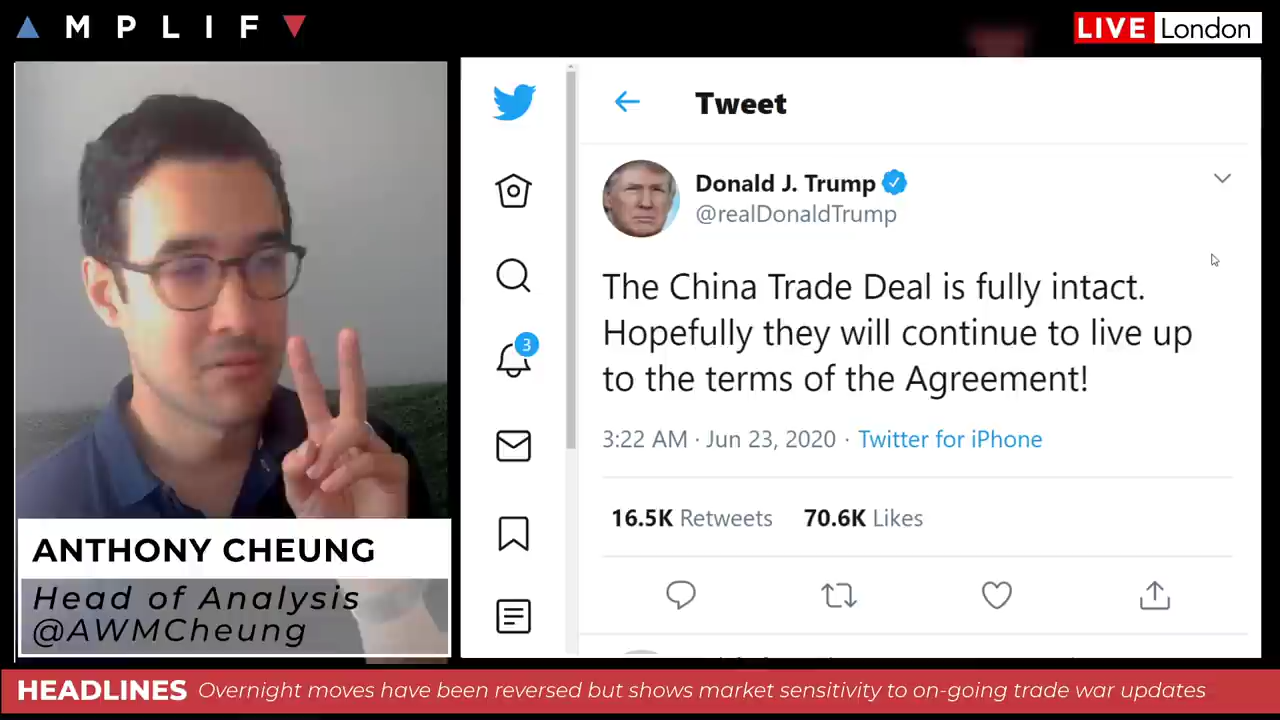 MPLIF
LIVE London
Tweet
Donald J. Trump
@realDonaldTrump
The China Trade Deal is fully intact.
Hopefully they will continue to live up
to the terms of the Agreement!
3:22 AM · Jun 23, 2020 · Twitter for iPhone
3
16.5K Retweets 70.6K Likes
ANTHONY CHEUNG
Head of Analysis
@AWMCheung
HEADLINES Overnight moves have been reversed but shows market sensitivity to on-going trade war updates